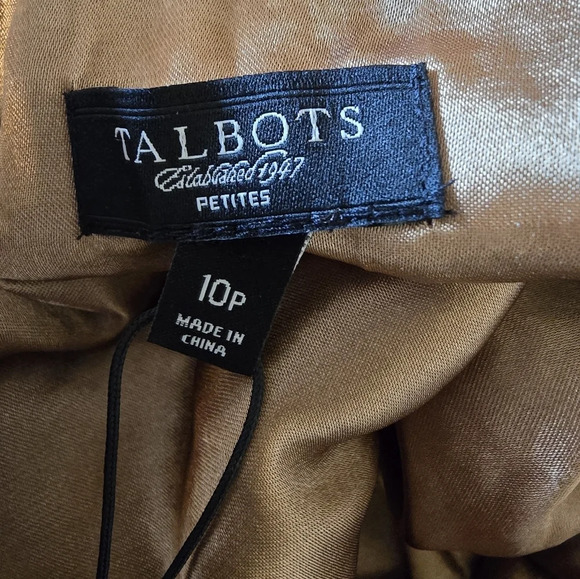 TALBOTS
Established 1947
PETITES
10P
MADE IN
CHINA